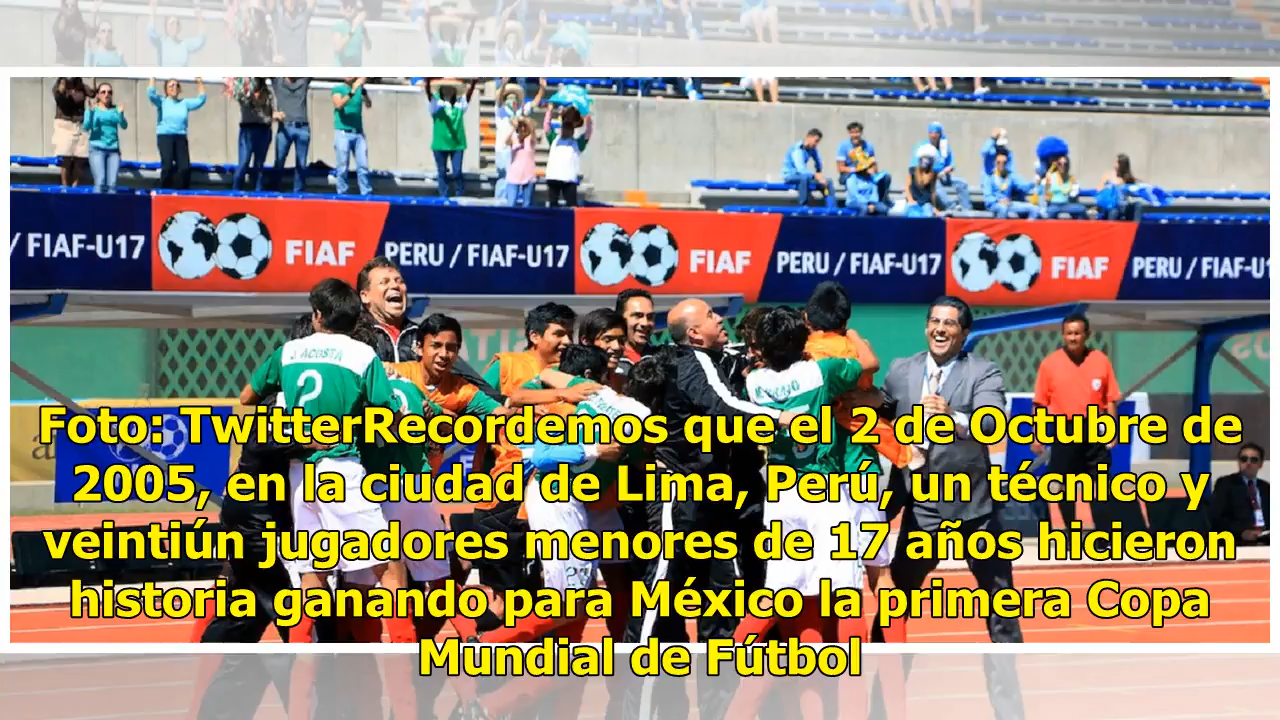 / FIAF-U17 FIAF PERU / FIAF-U17 FIAF PERU / FIAF-U17 FIAF PERU / FIAF-U1
J. ACOSTA
2
Foto: TwitterRecordemos que el 2 de Octubre de
2005, en la ciudad de Lima, Perú, un técnico y
veintiún jugadores menores de 17 años hicieron
historia ganando para México la primera Copa
Mundial de Fútbol